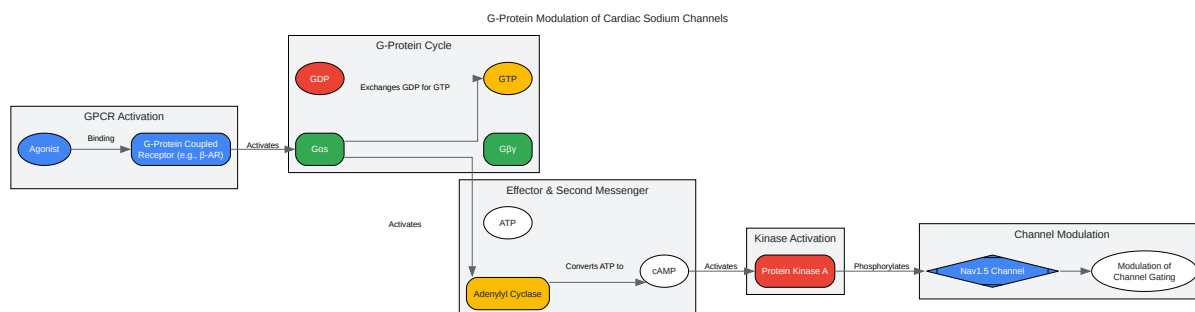 G-Protein Modulation of Cardiac Sodium Channels
GPCR Activation
Agonist
Binding
G-Protein Coupled
Receptor (e.g., β-AR)
Activates
G-Protein Cycle
GDP
Exchanges GDP for GTP
GTP
Gαs
Gβγ
Activates
Effector & Second Messenger
ATP
Adenylyl Cyclase
Converts ATP to
cAMP
Activates
Kinase Activation
Protein Kinase A
Phosphorylates
Channel Modulation
Nav1.5 Channel
Modulation of
Channel Gating